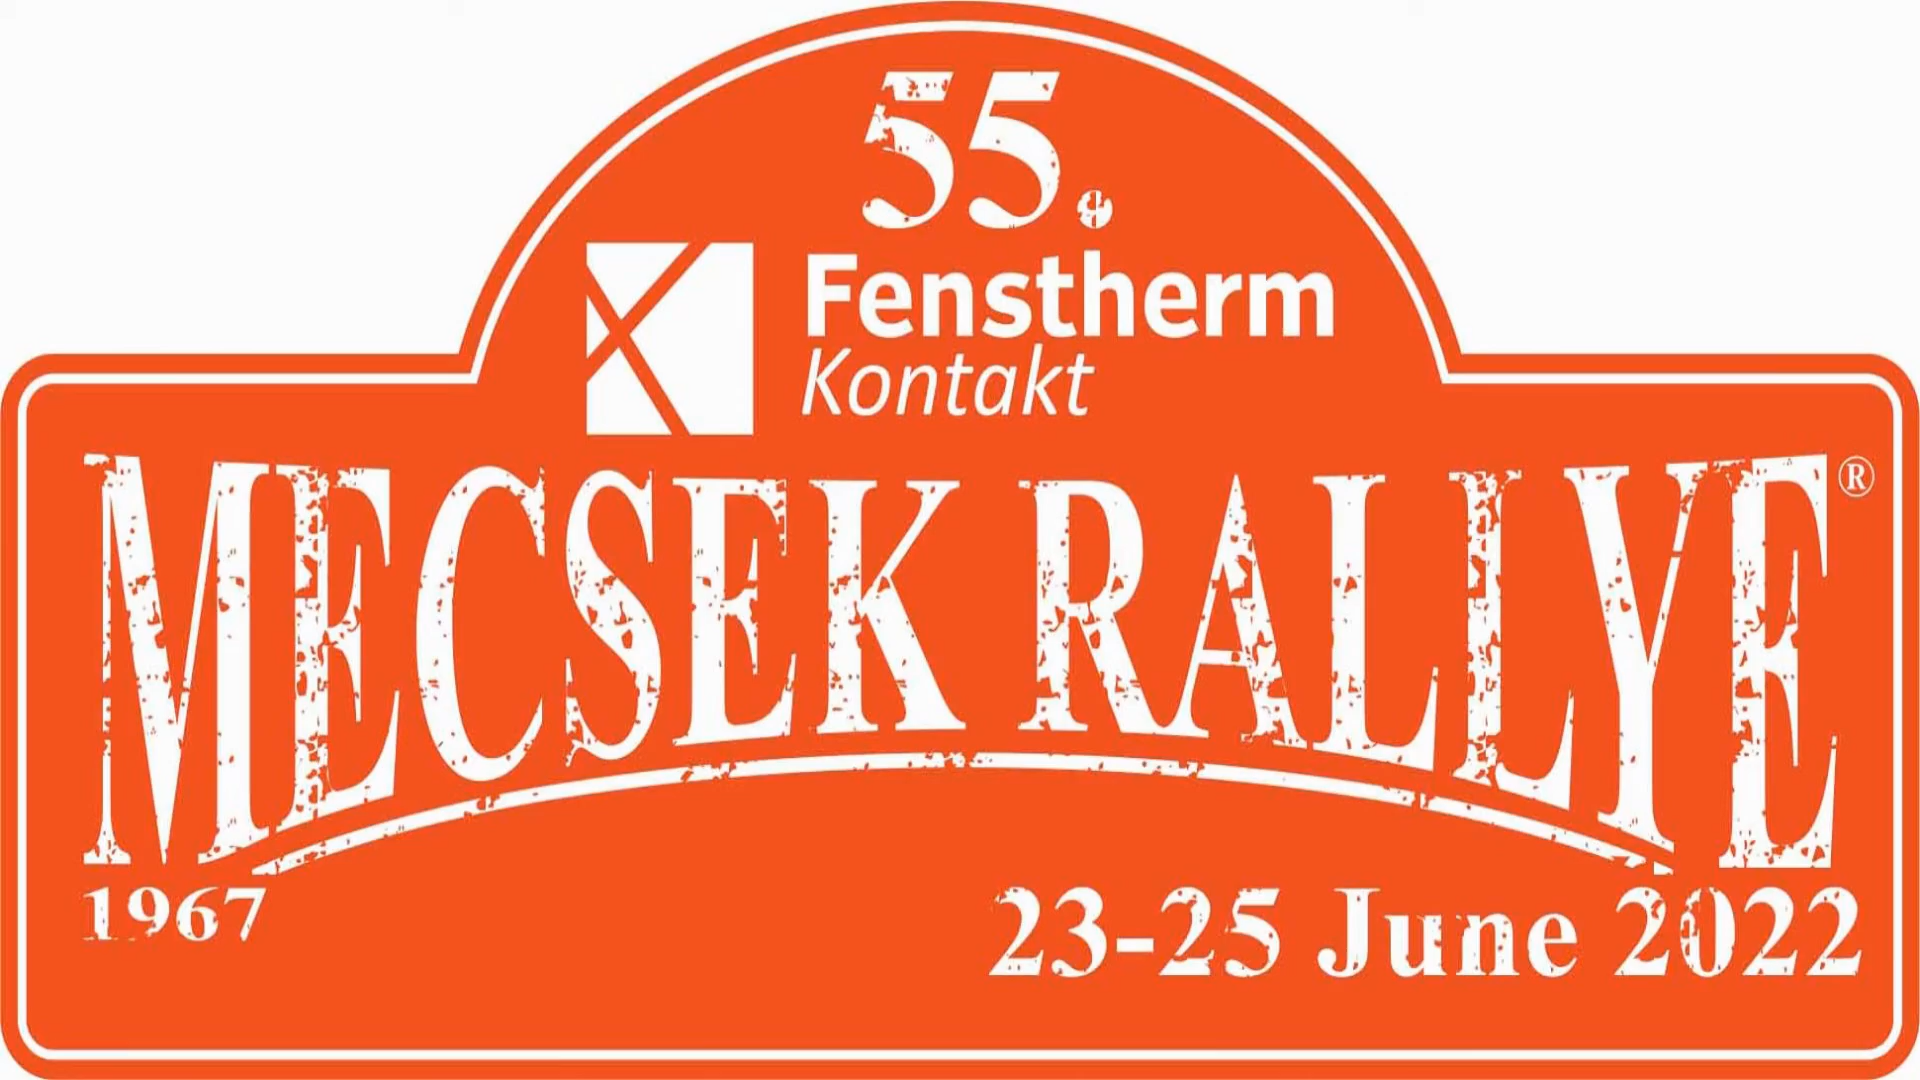 55.
Fenstherm
Kontakt
MECSEK RALLYE®
1967
23-25 June 2022